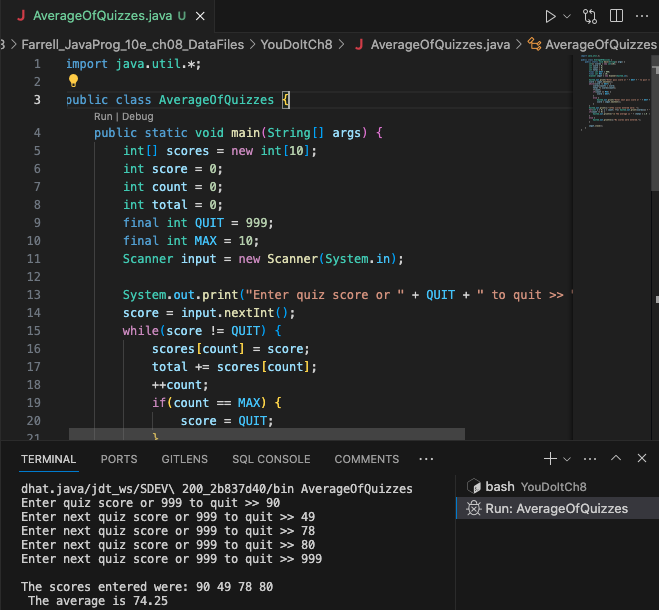 AverageOfQuizzes.java U
3 > Farrell_JavaProg_10e_ch08_DataFiles > YouDoItCh8 > AverageOfQuizzes.java > AverageOfQuizzes
1 import java.util.*;
2
3 public class AverageOfQuizzes {
Run | Debug
4 public static void main(String[] args) {
5 int[] scores = new int[10];
6 int score = 0;
7 int count = 0;
8 int total = 0;
9 final int QUIT = 999;
10 final int MAX = 10;
11 Scanner input = new Scanner(System.in);
12
13 System.out.print("Enter quiz score or " + QUIT + " to quit >> "
14 score = input.nextInt();
15 while(score != QUIT) {
16 scores[count] = score;
17 total += scores[count];
18 ++count;
19 if(count == MAX) {
20 score = QUIT;
21 }
TERMINAL PORTS GITLENS SQL CONSOLE COMMENTS
dhat.java/jdt_ws/SDEV\ 200_2b837d40/bin AverageOfQuizzes
Enter quiz score or 999 to quit >> 90
Enter next quiz score or 999 to quit >> 49
Enter next quiz score or 999 to quit >> 78
Enter next quiz score or 999 to quit >> 80
Enter next quiz score or 999 to quit >> 999
The scores entered were: 90 49 78 80
The average is 74.25
bash YouDoItCh8
Run: AverageOfQuizzes